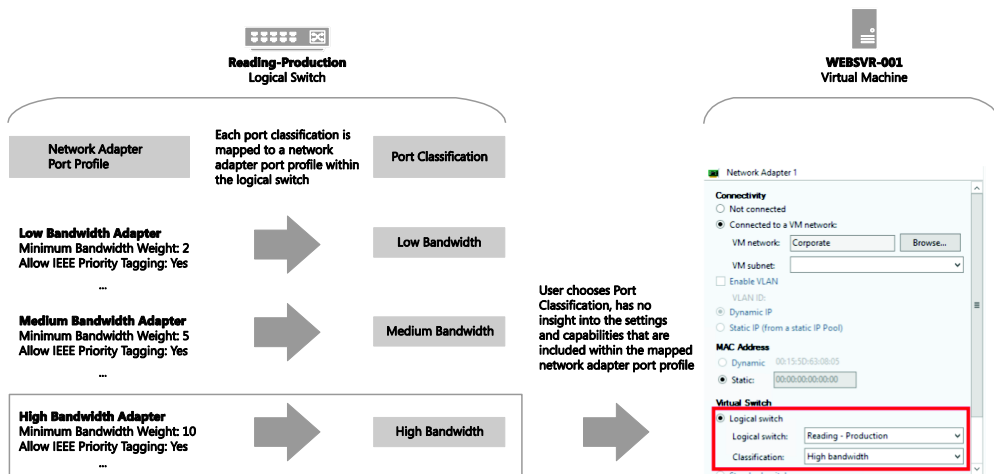 Reading-Production
Logical Switch
WEBSVR-001
Virtual Machine
Network Adapter
Port Profile
Each port classification is
mapped to a network
adapter port profile within
the logical switch
Port Classification
Low Bandwidth Adapter
Minimum Bandwidth Weight: 2
Allow IEEE Priority Tagging: Yes
...
Low Bandwidth
Medium Bandwidth Adapter
Minimum Bandwidth Weight: 5
Allow IEEE Priority Tagging: Yes
...
Medium Bandwidth
High Bandwidth Adapter
Minimum Bandwidth Weight: 10
Allow IEEE Priority Tagging: Yes
...
High Bandwidth
User chooses Port
Classification, has no
insight into the settings
and capabilities that are
included within the mapped
network adapter port profile
Network Adapter 1
Connectivity
Not connected
Connected to a VM network:
VM network: Corporate Browse...
VM subnet:
Enable VLAN
VLAN ID:
Dynamic IP
Static IP (from a static IP Pool)
MAC Address
Dynamic 00:15:5D:63:08:05
Static: 00:00:00:00:00:00
Virtual Switch
Logical switch
Logical switch: Reading - Production
Classification: High bandwidth